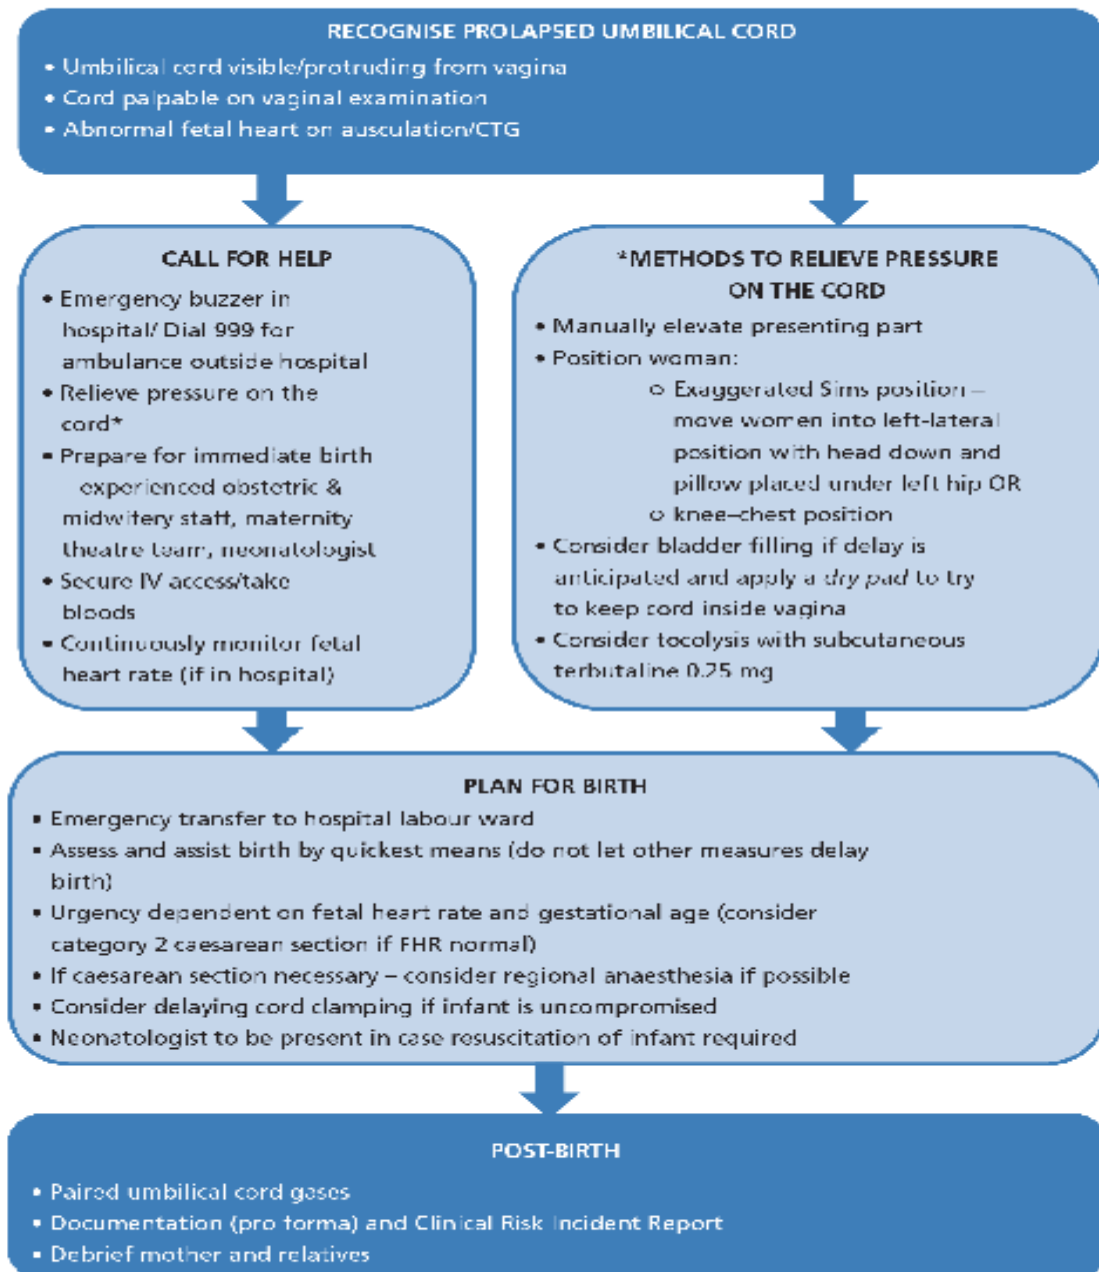 RECOGNISE PROLAPSED UMBILICAL CORD
• Umbilical cord visible/protruding from vagina
• Cord palpable on vaginal examination
• Abnormal fetal heart on ausculation/CTG
CALL FOR HELP
• Emergency buzzer in
hospital/ Dial 999 for
ambulance outside hospital
• Relieve pressure on the
cord*
• Prepare for immediate birth
experienced obstetric &
midwitery staff, maternity
theatre team, neonatologist
• Secure IV access/take
bloods
• Continuously monitor fetal
heart rate (if in hospital)
*METHODS TO RELIEVE PRESSURE
ON THE CORD
• Manually elevate presenting part
• Position woman:
o Exaggerated Sims position –
move women into left-lateral
position with head down and
pillow placed under left hip OR
o knee–chest position
• Consider bladder filling if delay is
anticipated and apply a dry pad to try
to keep cord inside vagina
• Consider tocolysis with subcutaneous
terbutaline 0.25 mg
PLAN FOR BIRTH
• Emergency transfer to hospital labour ward
• Assess and assist birth by quickest means (do not let other measures delay
birth)
• Urgency dependent on fetal heart rate and gestational age (consider
category 2 caesarean section if FHR normal)
• If caesarean section necessary – consider regional anaesthesia if possible
• Consider delaying cord clamping if infant is uncompromised
• Neonatologist to be present in case resuscitation of infant required
POST-BIRTH
• Paired umbilical cord gases
• Documentation (pro forma) and Clinical Risk Incident Report
• Debrief mother and relatives